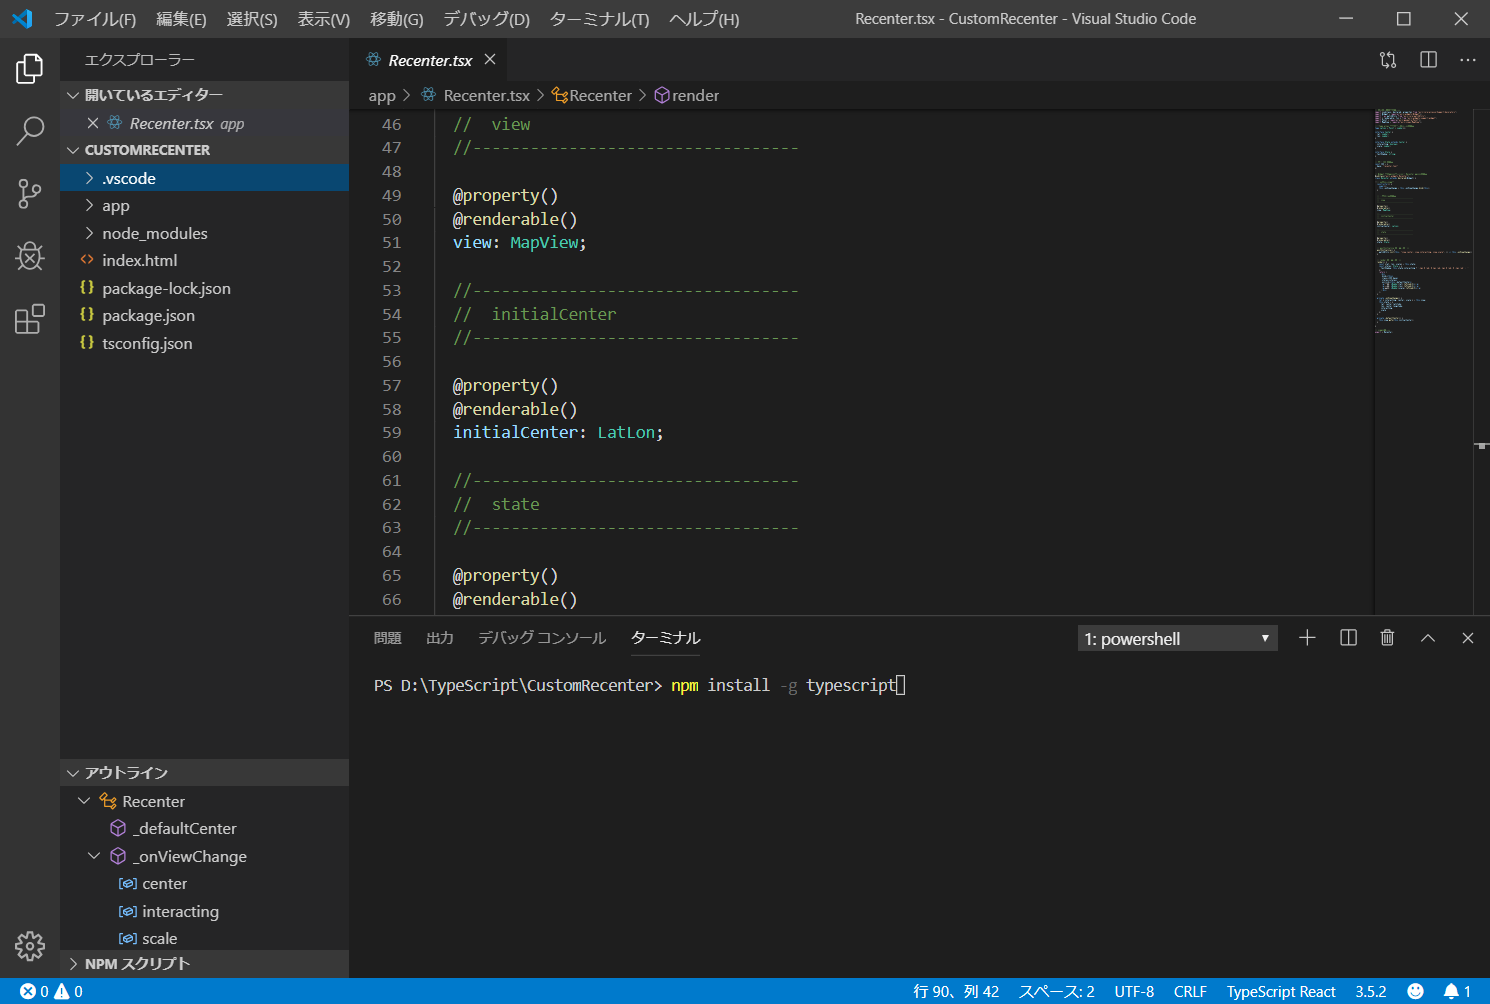 ファイル(F) 編集(E) 選択(S) 表示(V) 移動(G) デバッグ(D) ターミナル(T) ヘルプ(H) Recenter.tsx - CustomRecenter - Visual Studio Code
エクスプローラー
開いているエディター
Recenter.tsx app
CUSTOMRECENTER
.vscode
app
node_modules
index.html
package-lock.json
package.json
tsconfig.json
アウトライン
Recenter
_defaultCenter
_onViewChange
center
interacting
scale
NPM スクリプト
Recenter.tsx
app > Recenter.tsx > Recenter > render
46 // view
47 //----------------------------------
48
49 @property()
50 @renderable()
51 view: MapView;
52
53 //----------------------------------
54 // initialCenter
55 //----------------------------------
56
57 @property()
58 @renderable()
59 initialCenter: LatLon;
60
61 //----------------------------------
62 // state
63 //----------------------------------
64
65 @property()
66 @renderable()
問題 出力 デバッグ コンソール ターミナル 1: powershell
PS D:\TypeScript\CustomRecenter> npm install -g typescript
0 0 行 90、列 42 スペース: 2 UTF-8 CRLF TypeScript React 3.5.2 1